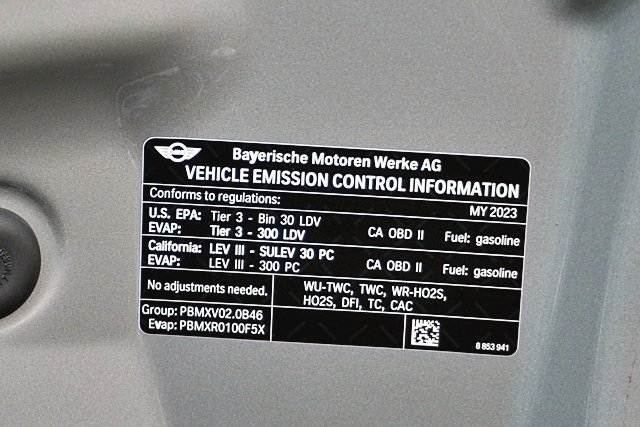 Bayerische Motoren Werke AG
VEHICLE EMISSION CONTROL INFORMATION
Conforms to regulations: MY 2023
U.S. EPA: Tier 3 - Bin 30 LDV CA OBD II Fuel: gasoline
EVAP: Tier 3 - 300 LDV
California: LEV III - SULEV 30 PC CA OBD II Fuel: gasoline
EVAP: LEV III - 300 PC
No adjustments needed. WU-TWC, TWC, WR-HO2S,
HO2S, DFI, TC, CAC
Group: PBMXV02.0B46
Evap: PBMXR0100F5X
8 853 941